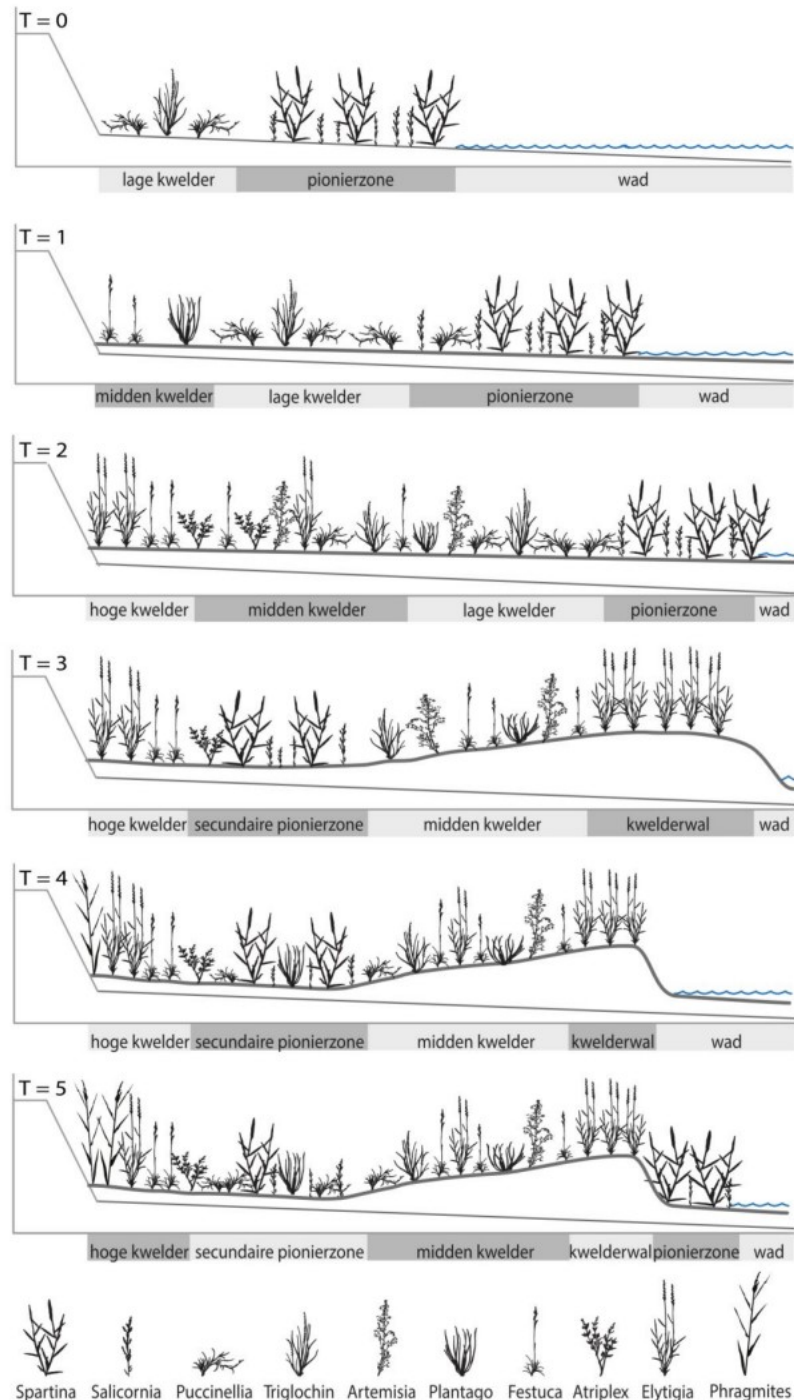 T = 0
lage kwelder pionierzone wad
T = 1
midden kwelder lage kwelder pionierzone wad
T = 2
hoge kwelder midden kwelder lage kwelder pionierzone wad
T = 3
hoge kwelder secundaire pionierzone midden kwelder kwelderwal wad
T = 4
hoge kwelder secundaire pionierzone midden kwelder kwelderwal wad
T = 5
hoge kwelder secundaire pionierzone midden kwelder kwelderwal pionierzone wad
Spartina Salicornia Puccinellia Triglochin Artemisia Plantago Festuca Atriplex Elytigia Phragmites